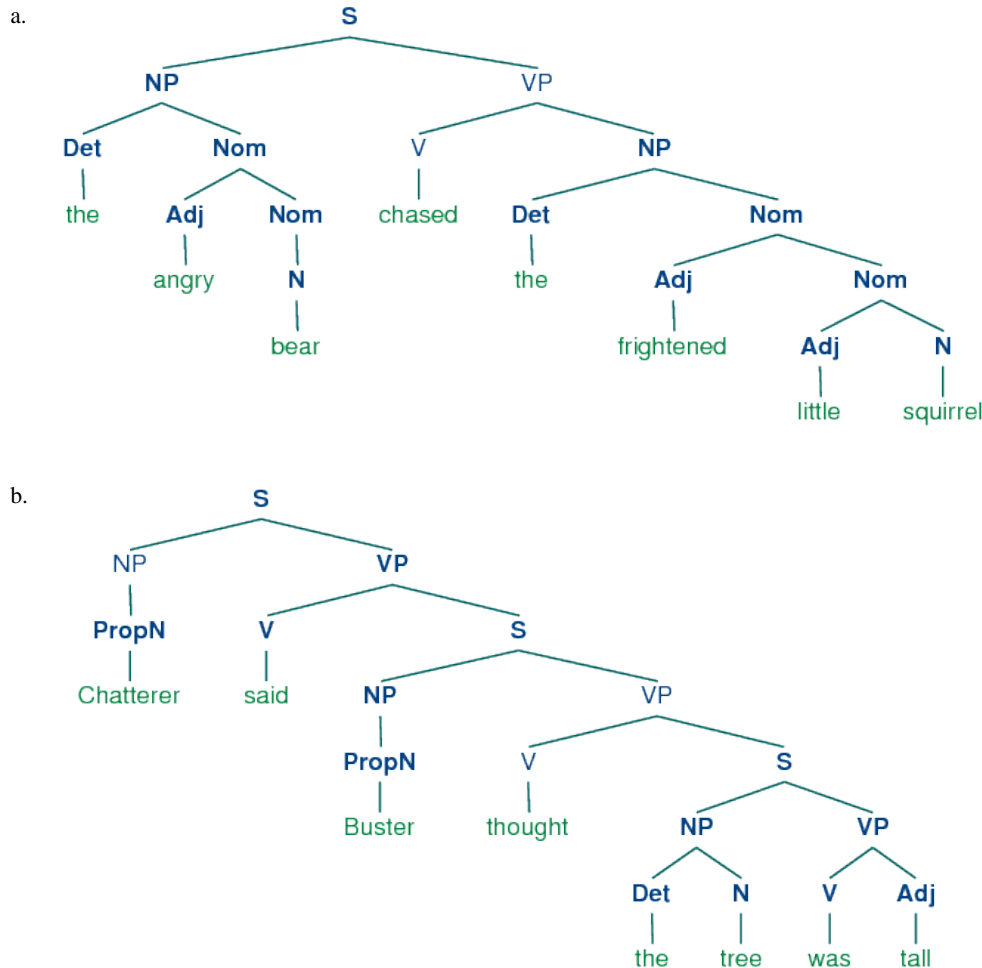 a.
S
NP VP
Det Nom V NP
the Adj Nom chased Det Nom
angry N the Adj Nom
bear frightened Adj N
little squirrel
b.
S
NP VP
PropN V S
Chatterer said NP VP
PropN V S
Buster thought NP VP
Det N V Adj
the tree was tall